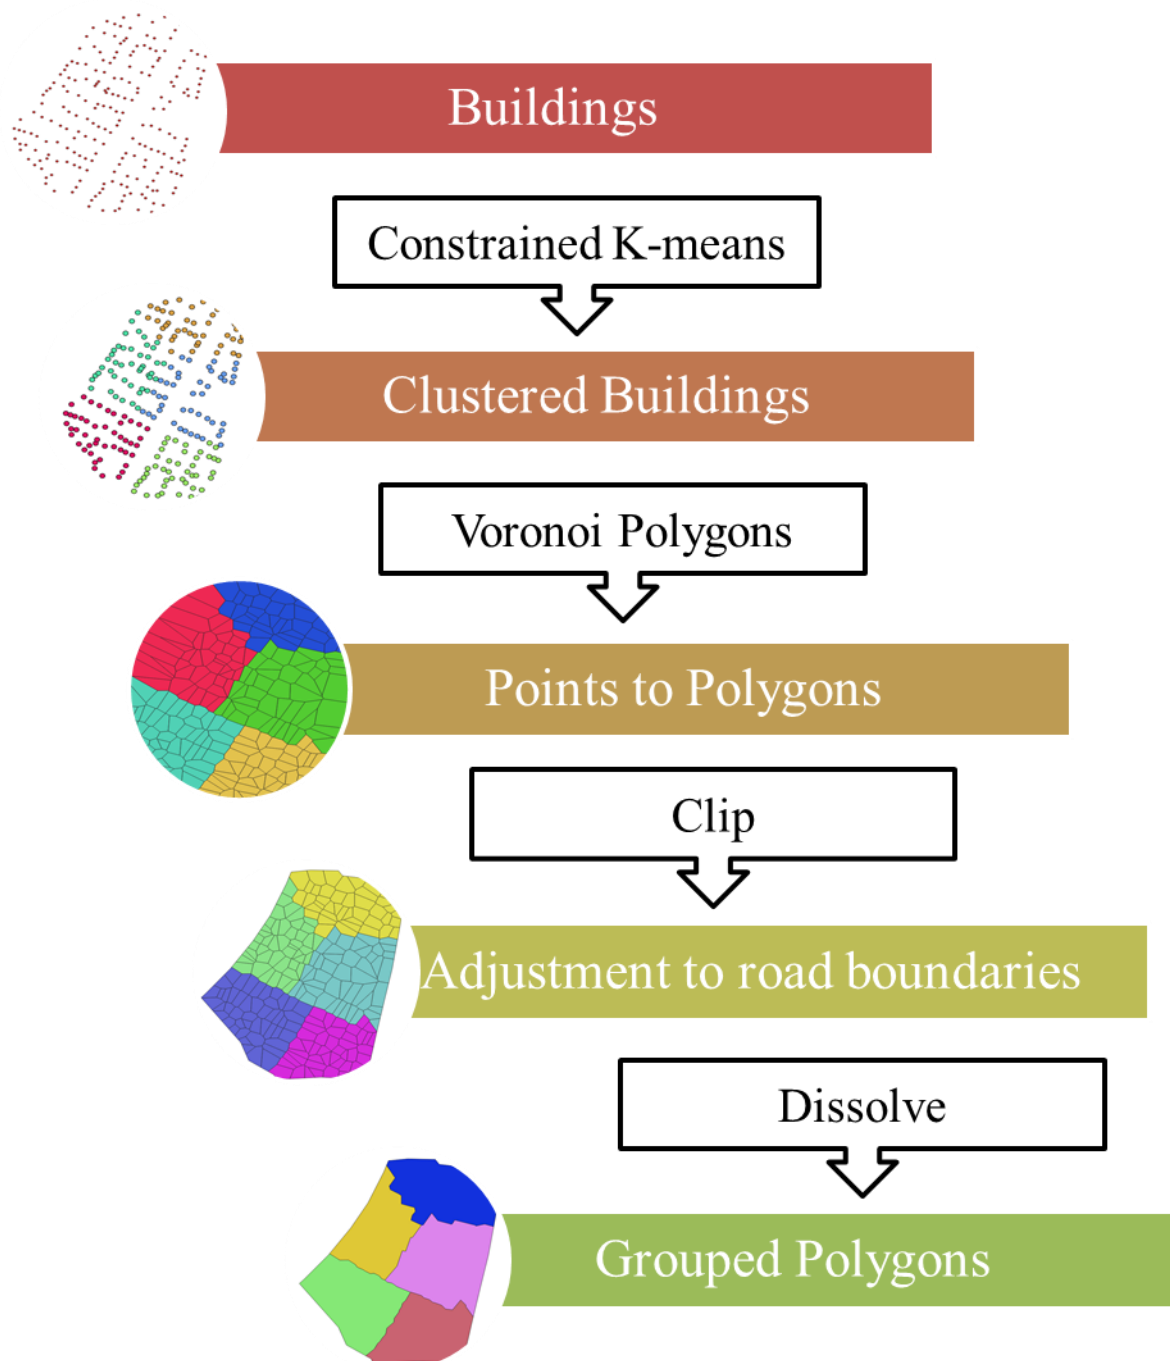 Buildings
Constrained K-means
Clustered Buildings
Voronoi Polygons
Points to Polygons
Clip
Adjustment to road boundaries
Dissolve
Grouped Polygons